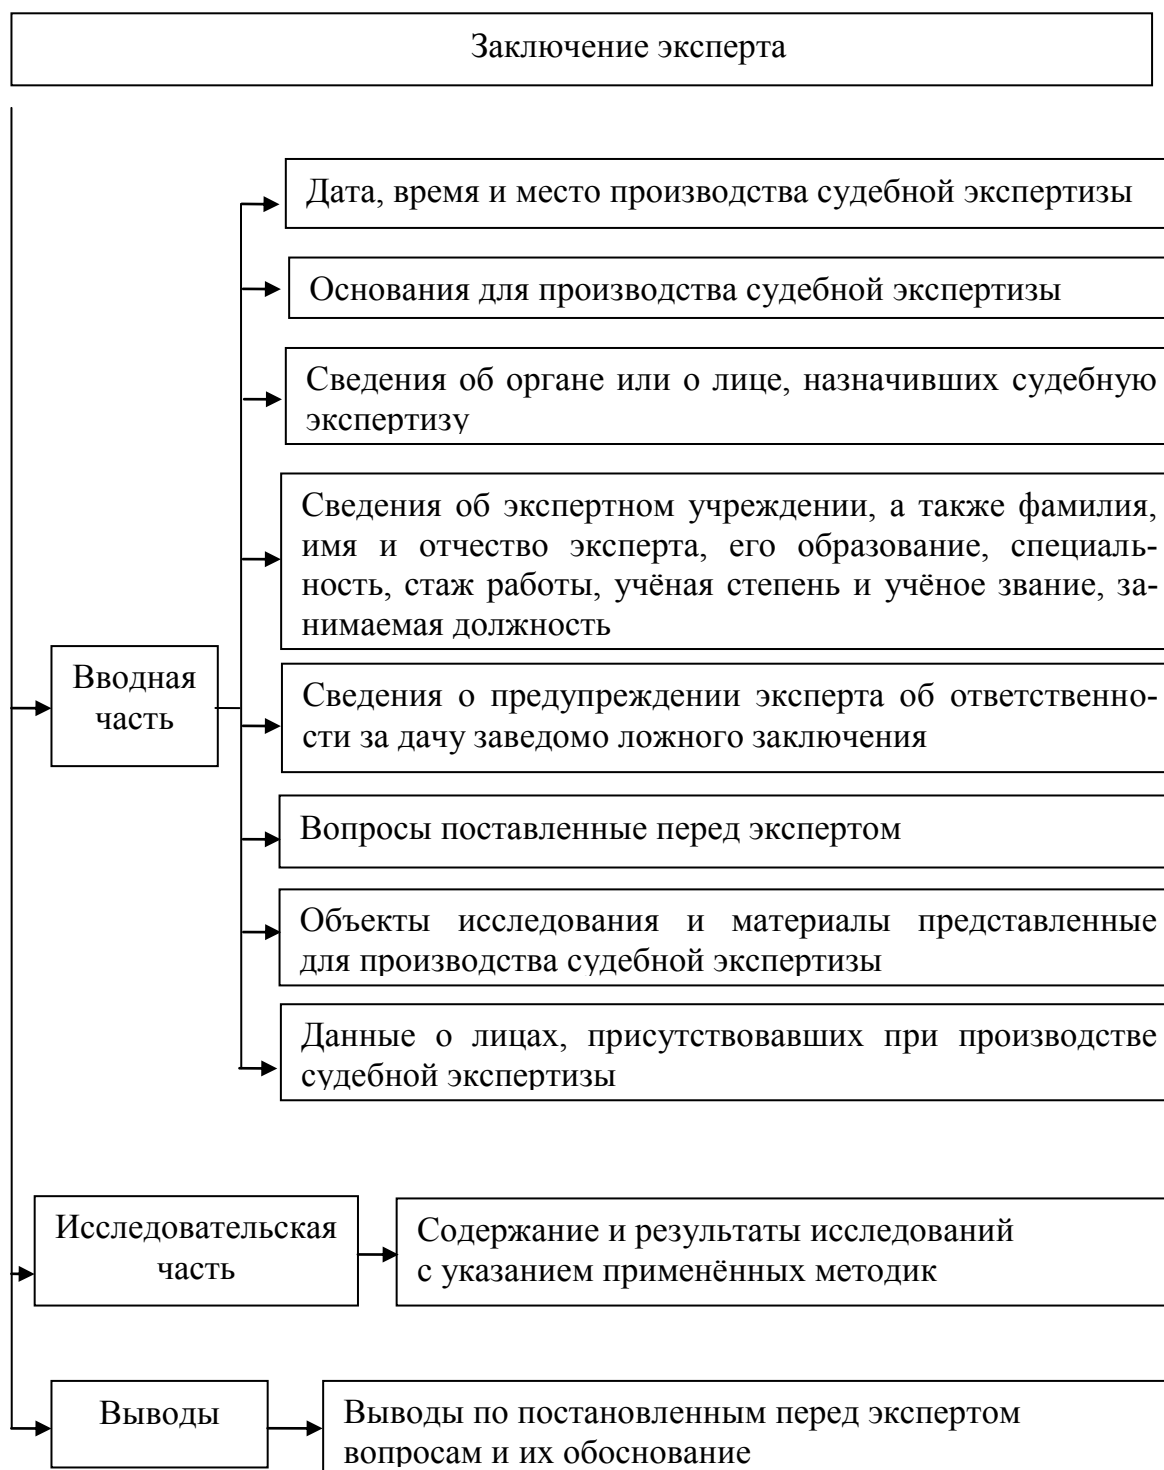 Заключение эксперта
Дата, время и место производства судебной экспертизы
Основания для производства судебной экспертизы
Сведения об органе или о лице, назначивших судебную
экспертизу
Сведения об экспертном учреждении, а также фамилия,
имя и отчество эксперта, его образование, специаль-
ность, стаж работы, учёная степень и учёное звание, за-
нимаемая должность
Вводная
часть
Сведения о предупреждении эксперта об ответственно-
сти за дачу заведомо ложного заключения
Вопросы поставленные перед экспертом
Объекты исследования и материалы представленные
для производства судебной экспертизы
Данные о лицах, присутствовавших при производстве
судебной экспертизы
Исследовательская
часть
Содержание и результаты исследований
с указанием применённых методик
Выводы
Выводы по постановленным перед экспертом
вопросам и их обоснование